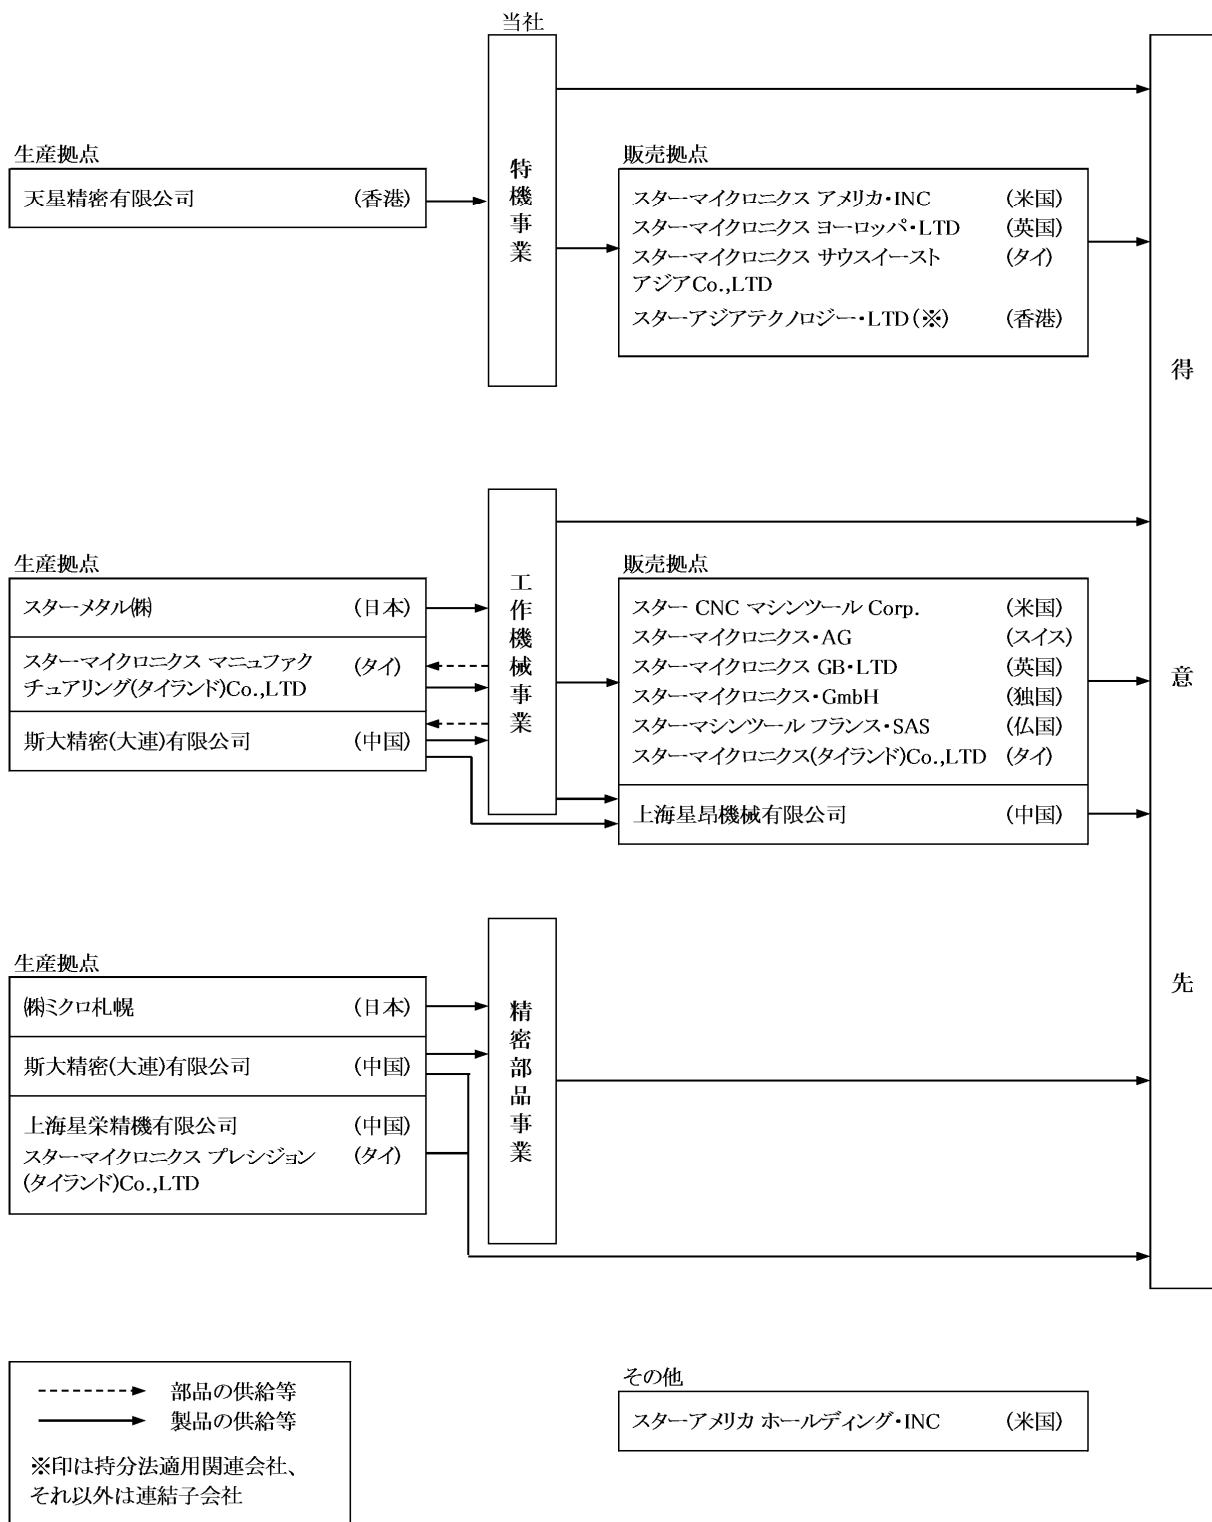 当社
特機事業
生産拠点
天星精密有限公司 (香港)
販売拠点
スターマイクロニクス アメリカ・INC (米国)
スターマイクロニクス ヨーロッパ・LTD (英国)
スターマイクロニクス サウスイースト (タイ)
アジアCo.,LTD
スターアジアテクノロジー・LTD(※) (香港)
得意先
工作機械事業
生産拠点
スターメタル㈱ (日本)
スターマイクロニクス マニュファク (タイ)
チュアリング(タイランド)Co.,LTD
斯大精密(大連)有限公司 (中国)
販売拠点
スター CNC マシンツール Corp. (米国)
スターマイクロニクス・AG (スイス)
スターマイクロニクス GB・LTD (英国)
スターマイクロニクス・GmbH (独国)
スターマシンツール フランス・SAS (仏国)
スターマイクロニクス(タイランド)Co.,LTD (タイ)
上海星昂機械有限公司 (中国)
精密部品事業
生産拠点
㈱ミクロ札幌 (日本)
斯大精密(大連)有限公司 (中国)
上海星栄精機有限公司 (中国)
スターマイクロニクス プレシジョン (タイ)
(タイランド)Co.,LTD
部品の供給等
製品の供給等
※印は持分法適用関連会社、
それ以外は連結子会社
その他
スターアメリカ ホールディング・INC (米国)